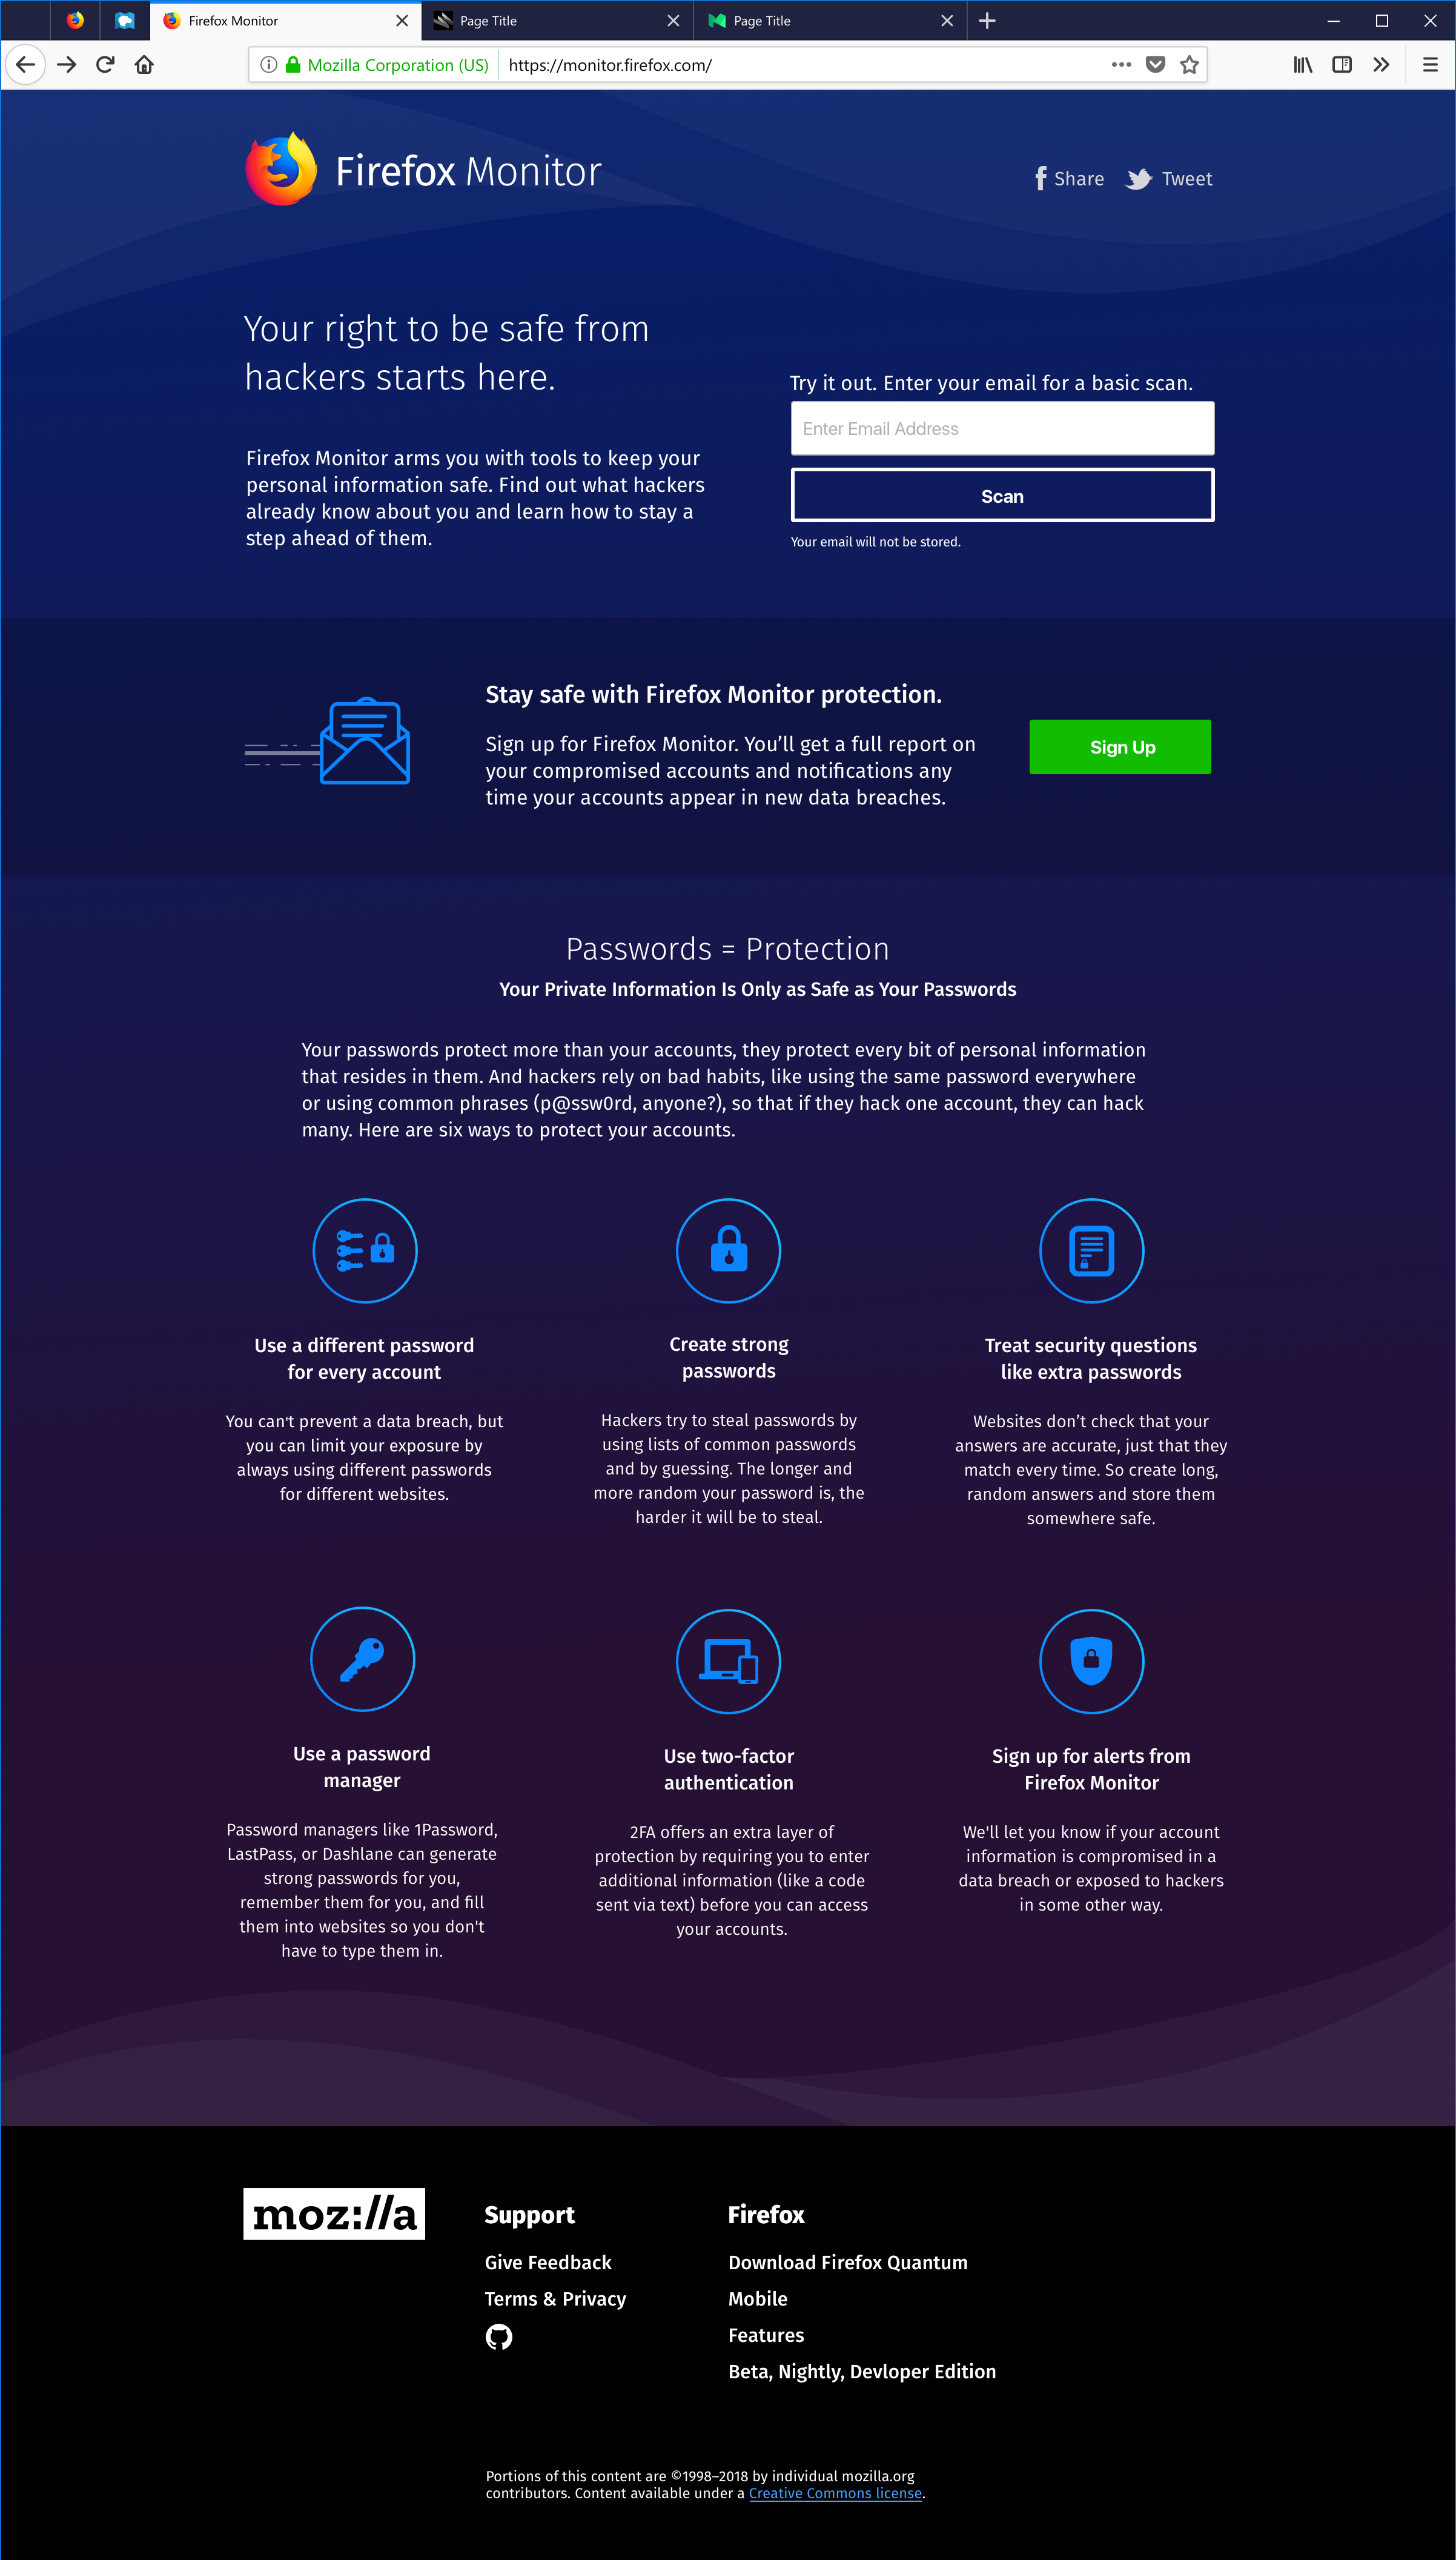 Firefox Monitor
Page Title
Page Title
Mozilla Corporation (US)
https://monitor.firefox.com/
Firefox Monitor
Share
Tweet
Your right to be safe from
hackers starts here.
Firefox Monitor arms you with tools to keep your
personal information safe. Find out what hackers
already know about you and learn how to stay a
step ahead of them.
Try it out. Enter your email for a basic scan.
Enter Email Address
Scan
Your email will not be stored.
Stay safe with Firefox Monitor protection.
Sign up for Firefox Monitor. You’ll get a full report on
your compromised accounts and notifications any
time your accounts appear in new data breaches.
Sign Up
Passwords = Protection
Your Private Information Is Only as Safe as Your Passwords
Your passwords protect more than your accounts, they protect every bit of personal information
that resides in them. And hackers rely on bad habits, like using the same password everywhere
or using common phrases (p@ssw0rd, anyone?), so that if they hack one account, they can hack
many. Here are six ways to protect your accounts.
Use a different password
for every account
You can't prevent a data breach, but
you can limit your exposure by
always using different passwords
for different websites.
Create strong
passwords
Hackers try to steal passwords by
using lists of common passwords
and by guessing. The longer and
more random your password is, the
harder it will be to steal.
Treat security questions
like extra passwords
Websites don’t check that your
answers are accurate, just that they
match every time. So create long,
random answers and store them
somewhere safe.
Use a password
manager
Password managers like 1Password,
LastPass, or Dashlane can generate
strong passwords for you,
remember them for you, and fill
them into websites so you don't
have to type them in.
Use two-factor
authentication
2FA offers an extra layer of
protection by requiring you to enter
additional information (like a code
sent via text) before you can access
your accounts.
Sign up for alerts from
Firefox Monitor
We'll let you know if your account
information is compromised in a
data breach or exposed to hackers
in some other way.
moz://a
Support
Give Feedback
Terms & Privacy
Firefox
Download Firefox Quantum
Mobile
Features
Beta, Nightly, Devloper Edition
Portions of this content are ©1998–2018 by individual mozilla.org
contributors. Content available under a Creative Commons license.